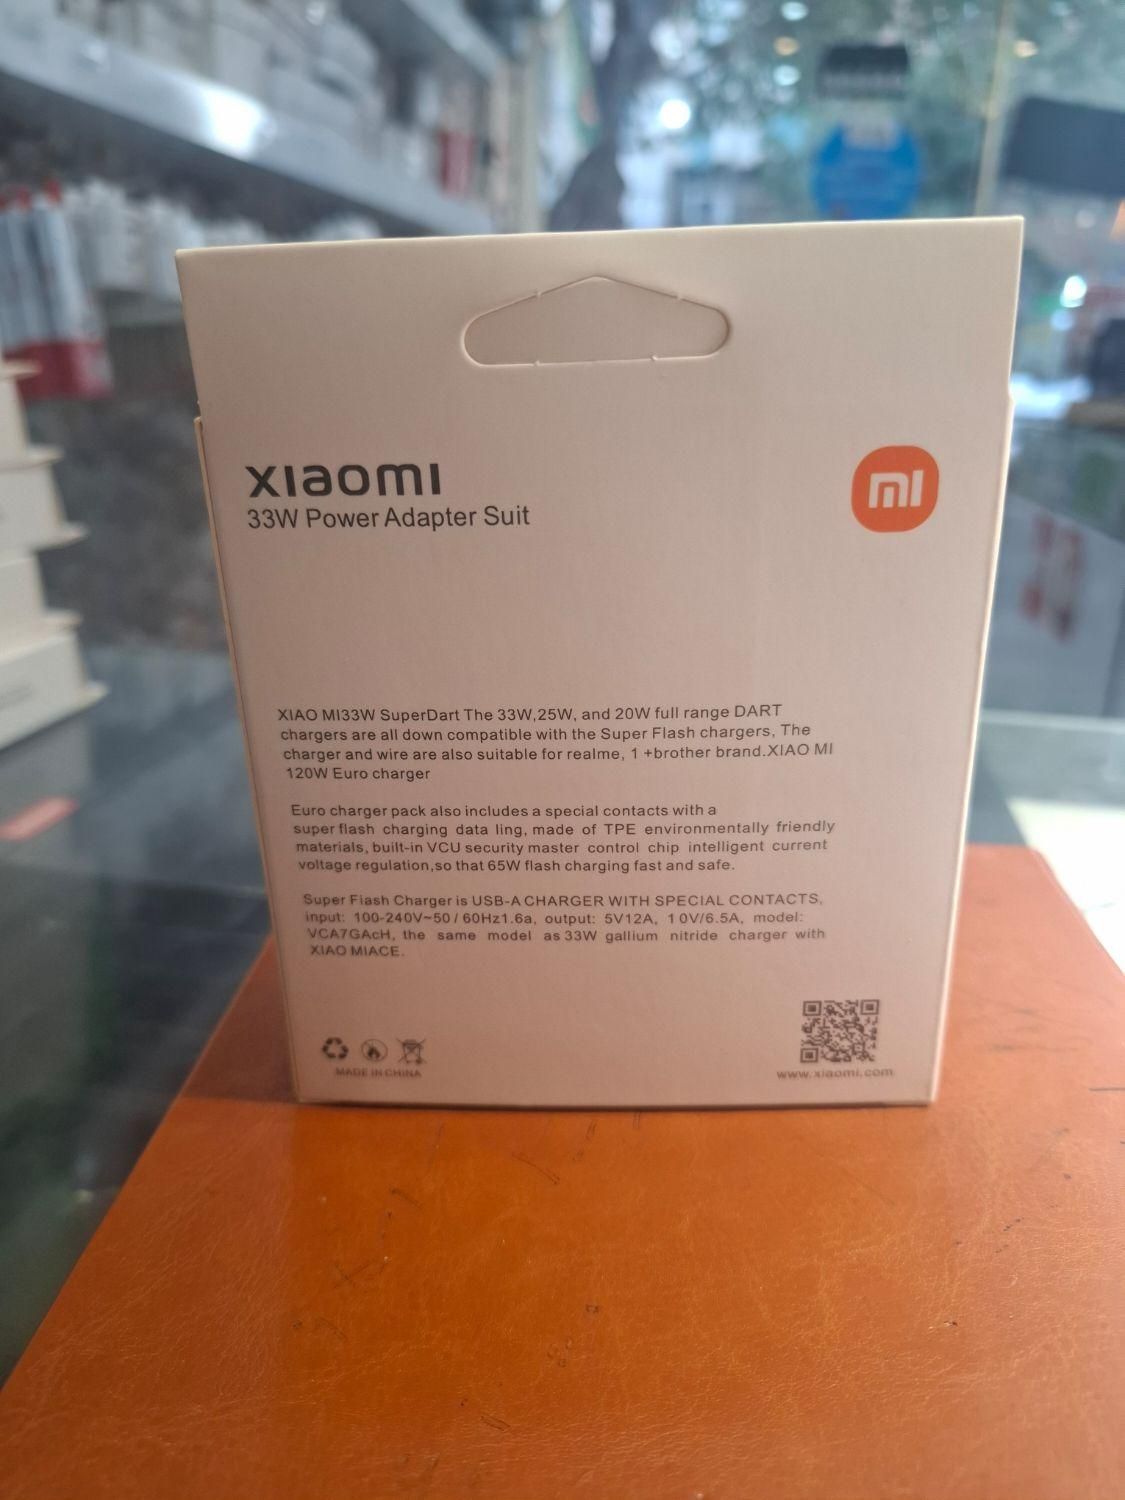 xiaomi
33W Power Adapter Suit
mi
XIAO MI33W SuperDart The 33W,25W, and 20W full range DART
chargers are all down compatible with the Super Flash chargers, The
charger and wire are also suitable for realme, 1 +brother brand.XIAO MI
120W Euro charger
Euro charger pack also includes a special contacts with a
super flash charging data ling, made of TPE environmentally friendly
materials, built-in VCU security master control chip intelligent current
voltage regulation,so that 65W flash charging fast and safe.
Super Flash Charger is USB-A CHARGER WITH SPECIAL CONTACTS,
input: 100-240V~50 / 60Hz1.6a, output: 5V12A, 1 0V/6.5A, model:
VCA7GAcH, the same model as 33W gallium nitride charger with
XIAO MIACE.
MADE IN CHINA
www.xiaomi.com